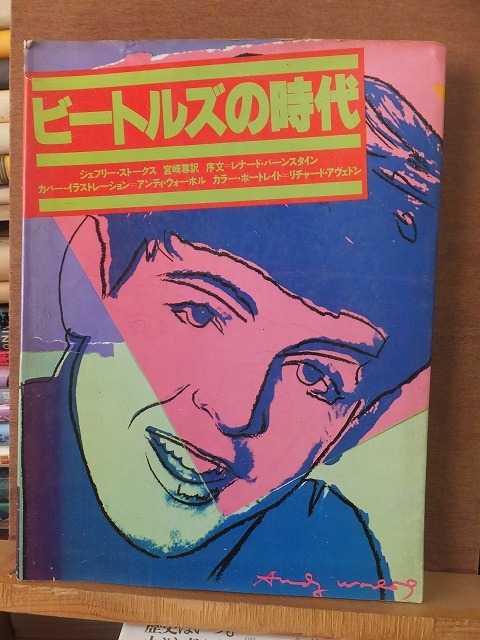 ビートルズの時代
ジェフリー・ストークス 宮崎尊訳 序文=レナード・バーンスタイン
カバー・イラストレーション=アンディ・ウォーホル カラー・ポートレイト=リチャード・アヴェドン
Andy Warhol